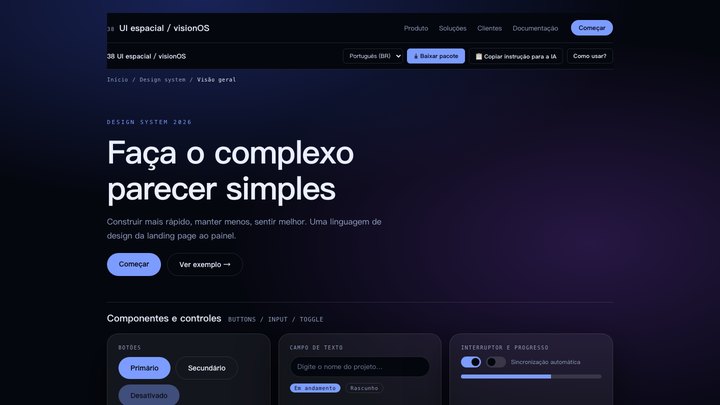 38 UI espacial / visionOS Produto Soluções Clientes Documentação Começar
38 UI espacial / visionOS Português (BR) Baixar pacote Copiar instrução para a IA Como usar?
Início / Design system / Visão geral
DESIGN SYSTEM 2026
Faça o complexo
parecer simples
Construir mais rápido, manter menos, sentir melhor. Uma linguagem de
design da landing page ao painel.
Começar Ver exemplo →
Componentes e controles BUTTONS / INPUT / TOGGLE
BOTÕES CAMPO DE TEXTO INTERRUPTOR E PROGRESSO
Primário Secundário Digite o nome do projeto... Sincronização automática
Em andamento Rascunho
Desativado